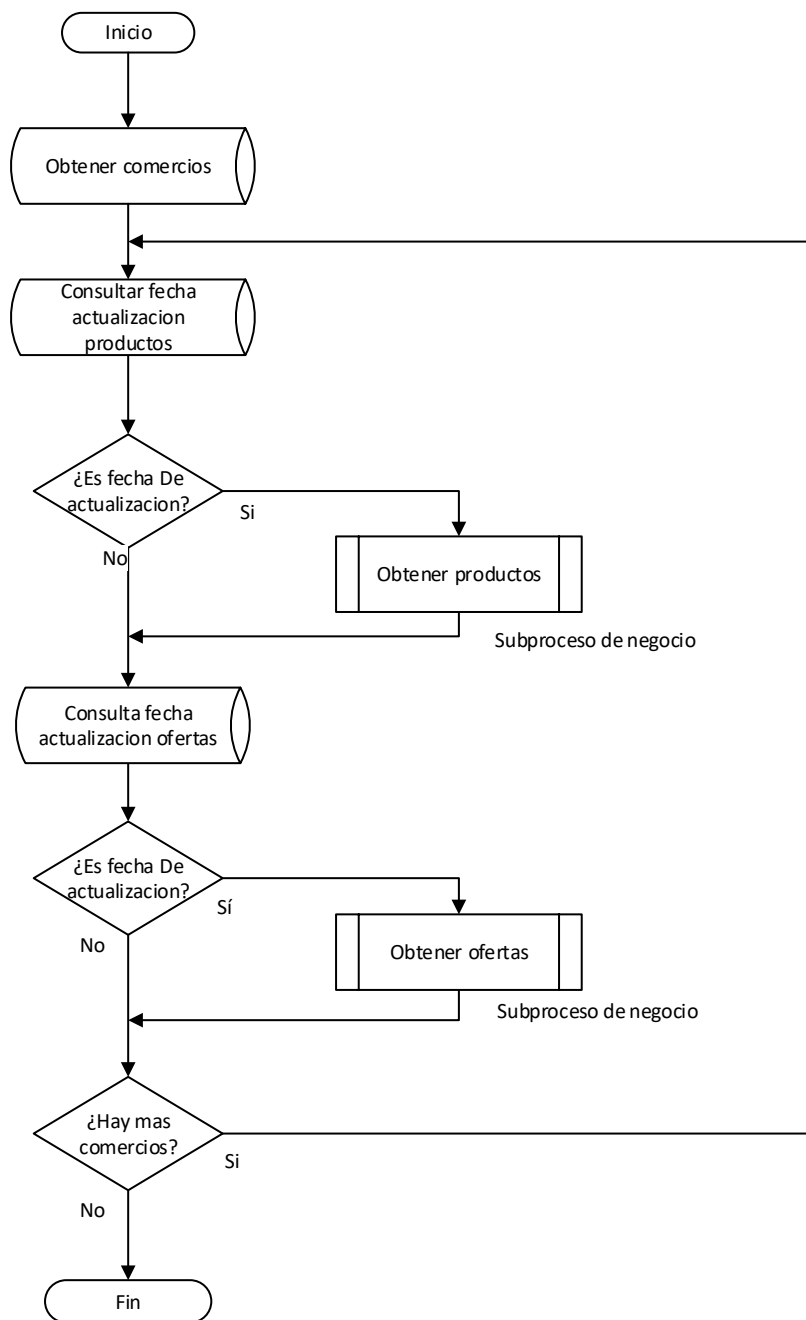 Inicio
Obtener comercios
Consultar fecha
actualizacion
productos
¿Es fecha De
actualizacion?
Si
No
Obtener productos
Subproceso de negocio
Consulta fecha
actualizacion ofertas
¿Es fecha De
actualizacion?
Sí
No
Obtener ofertas
Subproceso de negocio
¿Hay mas
comercios?
Si
No
Fin